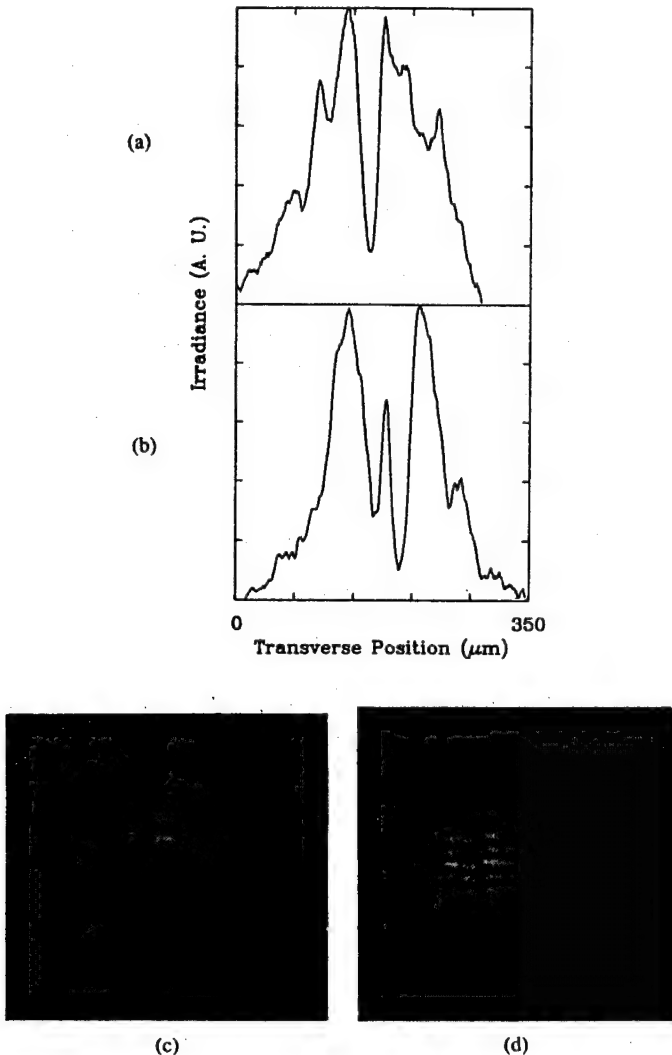 (a)
Irradiance (A. U.)
(b)
0 350
Transverse Position (μm)
(c) (d)